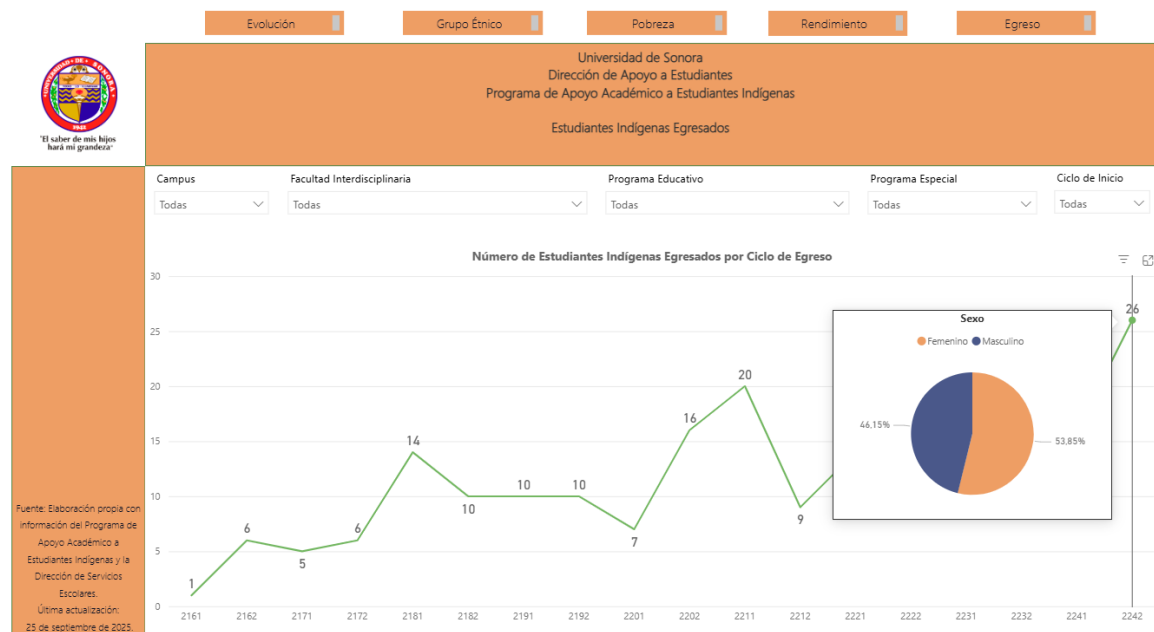 Evolución
Grupo Étnico
Pobreza
Rendimiento
Egreso
Universidad de Sonora
Dirección de Apoyo a Estudiantes
Programa de Apoyo Académico a Estudiantes Indígenas
Estudiantes Indígenas Egresados
"El saber de mis hijos
hará mi grandeza"
Campus
Facultad Interdisciplinaria
Programa Educativo
Programa Especial
Ciclo de Inicio
Todas
Todas
Todas
Todas
Todas
Número de Estudiantes Indígenas Egresados por Ciclo de Egreso
30
25
20
15
10
5
0
1
6
5
6
14
10
10
10
7
16
20
9
26
Sexo
Femenino
Masculino
46,15%
53,85%
2161
2162
2171
2172
2181
2182
2191
2192
2201
2202
2211
2212
2221
2222
2231
2232
2241
2242
Fuente: Elaboración propia con
información del Programa de
Apoyo Académico a
Estudiantes Indígenas y la
Dirección de Servicios
Escolares.
Última actualización:
25 de septiembre de 2025.